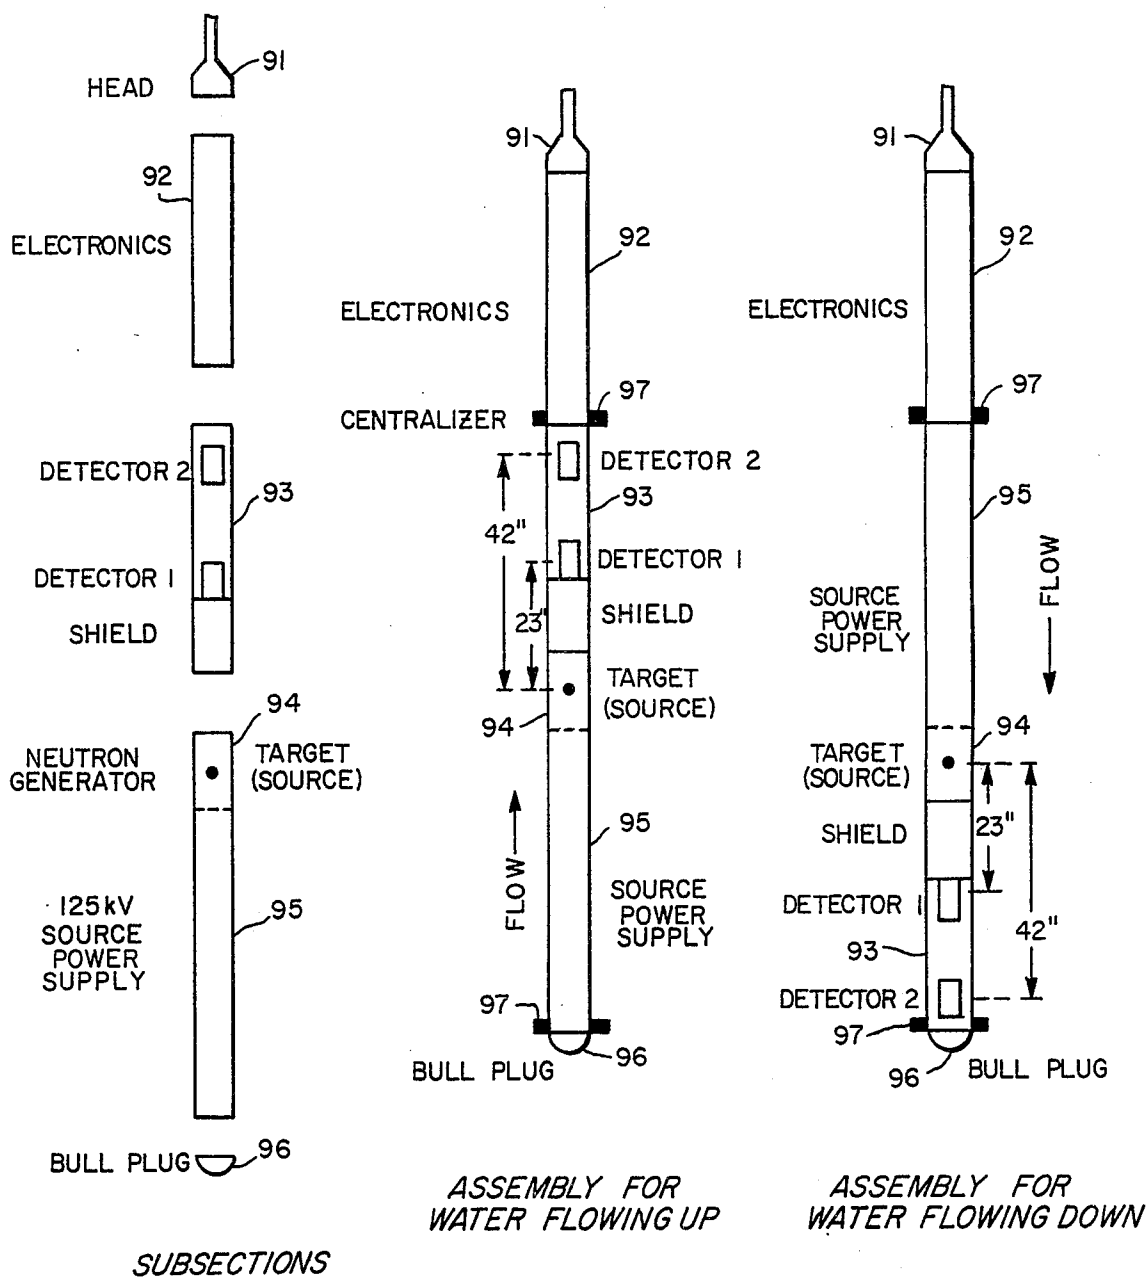 91
HEAD
92
ELECTRONICS
DETECTOR 2
93
DETECTOR 1
SHIELD
94
NEUTRON
GENERATOR
TARGET
(SOURCE)
125kV
SOURCE
POWER
SUPPLY
95
BULL PLUG
96
SUBSECTIONS
91
92
ELECTRONICS
97
CENTRALIZER
DETECTOR 2
93
42"
DETECTOR 1
23"
SHIELD
TARGET
(SOURCE)
94
95
FLOW
SOURCE
POWER
SUPPLY
97
96
BULL PLUG
ASSEMBLY FOR
WATER FLOWING UP
91
92
ELECTRONICS
97
95
FLOW
SOURCE
POWER
SUPPLY
94
TARGET
(SOURCE)
23"
SHIELD
DETECTOR 1
42"
93
DETECTOR 2
97
96
BULL PLUG
ASSEMBLY FOR
WATER FLOWING DOWN